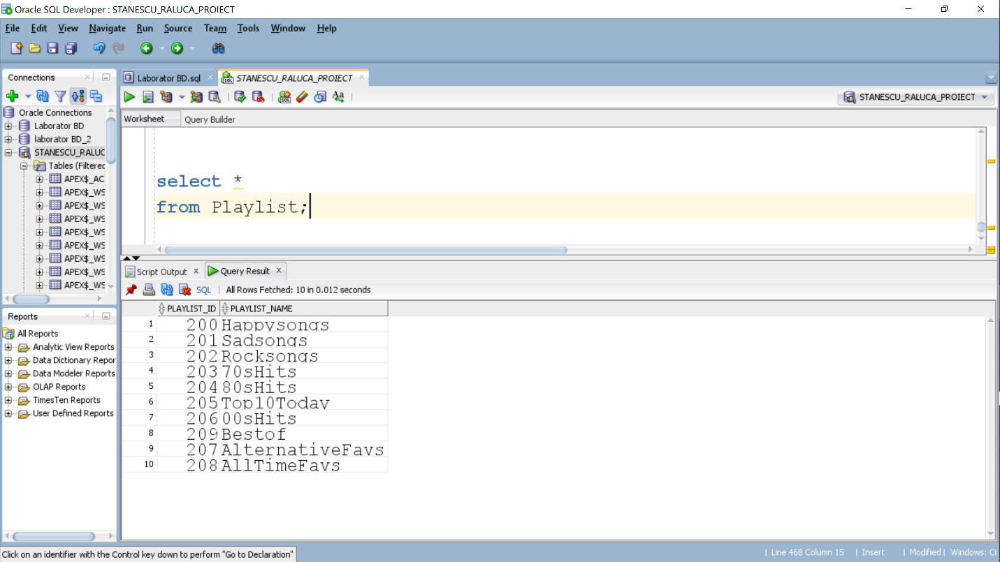 Oracle SQL Developer : STANESCU_RALUCA_PROIECT
File Edit View Navigate Run Source Team Tools Window Help
Connections
Oracle Connections
Laborator BD
laborator BD_2
STANESCU_RALUC
Tables (Filtered
APEX$_AC
APEX$_WS
APEX$_WS
APEX$_WS
APEX$_WS
APEX$_WS
APEX$_WS
APEX$_WS
APEX$_WS
Reports
All Reports
Analytic View Reports
Data Dictionary Repor
Data Modeler Reports
OLAP Reports
TimesTen Reports
User Defined Reports
Laborator BD.sql STANESCU_RALUCA_PROIECT
STANESCU_RALUCA_PROIECT
Worksheet Query Builder
select *
from Playlist;
Script Output Query Result
SQL | All Rows Fetched: 10 in 0.012 seconds
PLAYLIST_ID PLAYLIST_NAME
1 200 Happysongs
2 201 Sadsongs
3 202 Rocksongs
4 203 70sHits
5 204 80sHits
6 205 Top10Today
7 206 00sHits
8 209 Bestof
9 207 AlternativeFavs
10 208 AllTimeFavs
Click on an identifier with the Control key down to perform "Go to Declaration"
| Line 468 Column 15 | Insert | Modified | Windows: Cl